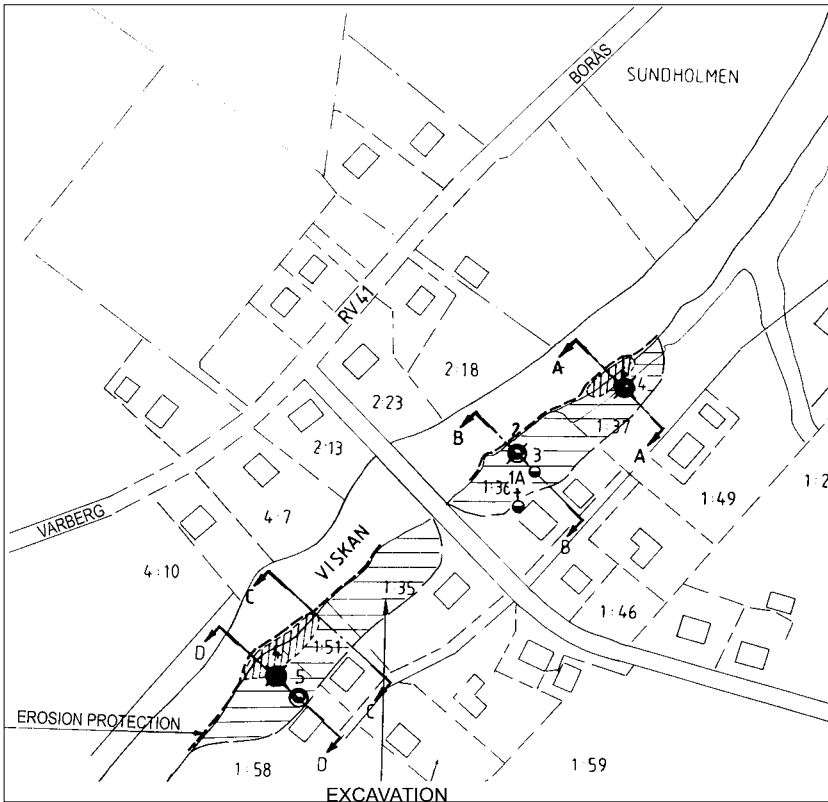 BORÅS
SUNDHOLMEN
RV 41
2:18
A
4
2:23
1:37
B
2
3
A
2:13
1A
1:36
1:49
1:2
VARBERG
4:7
B
VISKAN
4:10
C
1:35
1:46
D
1:51
5
C
EROSION PROTECTION
D
1:58
1:59
EXCAVATION